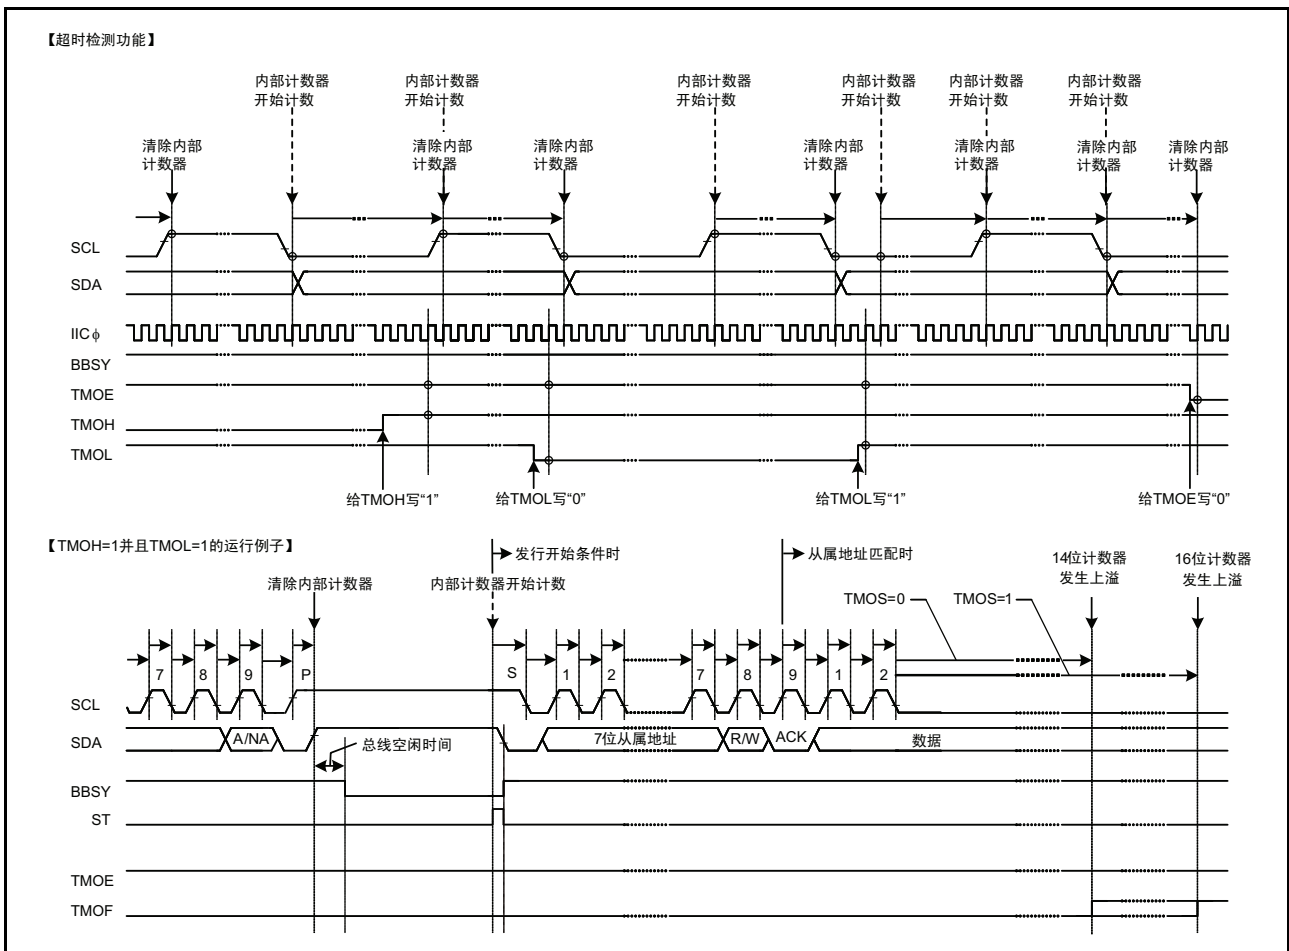 【超时检测功能】
内部计数器
开始计数
内部计数器
开始计数
内部计数器
开始计数
内部计数器
开始计数
内部计数器
开始计数
内部计数器
开始计数
清除内部
计数器
清除内部
计数器
清除内部
计数器
清除内部
计数器
清除内部
计数器
清除内部
计数器
清除内部
计数器
SCL
SDA
IICφ
BBSY
TMOE
TMOH
TMOL
给TMOH写“1”
给TMOL写“0”
给TMOL写“1”
给TMOE写“0”
【TMOH=1并且TMOL=1的运行例子】
发行开始条件时
从属地址匹配时
14位计数器
发生上溢
16位计数器
发生上溢
清除内部计数器
内部计数器开始计数
TMOS=0
TMOS=1
7 8 9 P S 1 2 7 8 9 1 2
SCL
SDA
A/NA
总线空闲时间
7位从属地址
R/W
ACK
数据
BBSY
ST
TMOE
TMOF